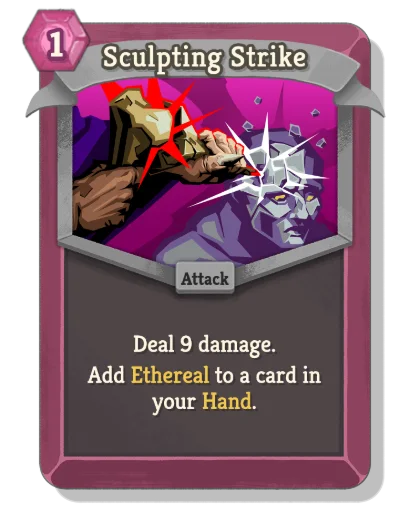 1
Sculpting Strike
Attack
Deal 9 damage.
Add Ethereal to a card in
your Hand.